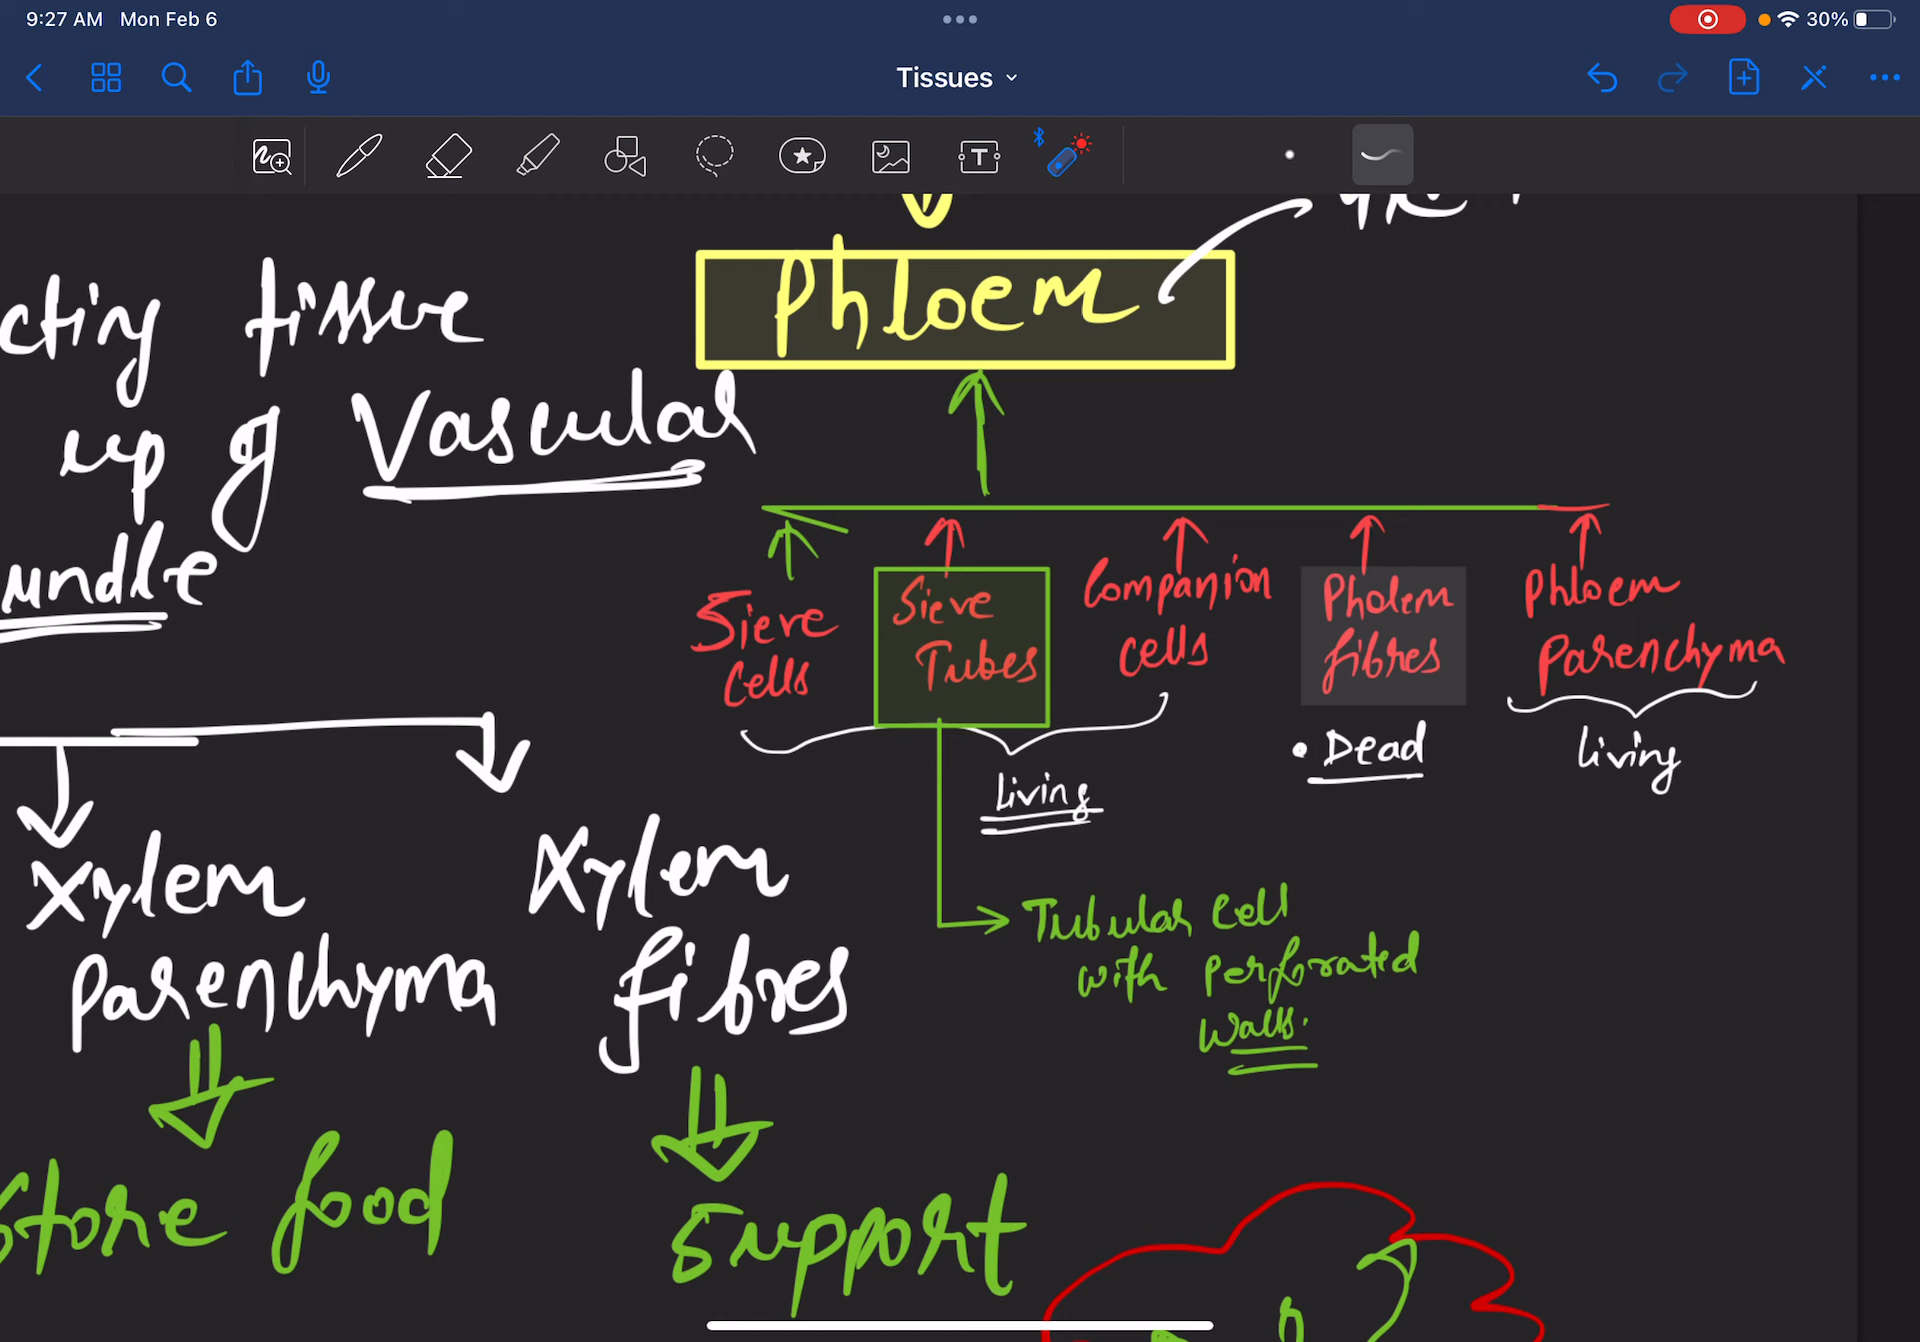 9:27 AM Mon Feb 6
30%
Tissues
Phloem
cting tissue
up of Vascular
undle
Sieve
Cells
Sieve
Tubes
Companion
cells
Pholem
fibres
Phloem
Parenchyma
Living
• Dead
living
Xylem
parenchyma
Xylem
fibres
Tubular Cell
with Perforated
Walls.
Store food
Support